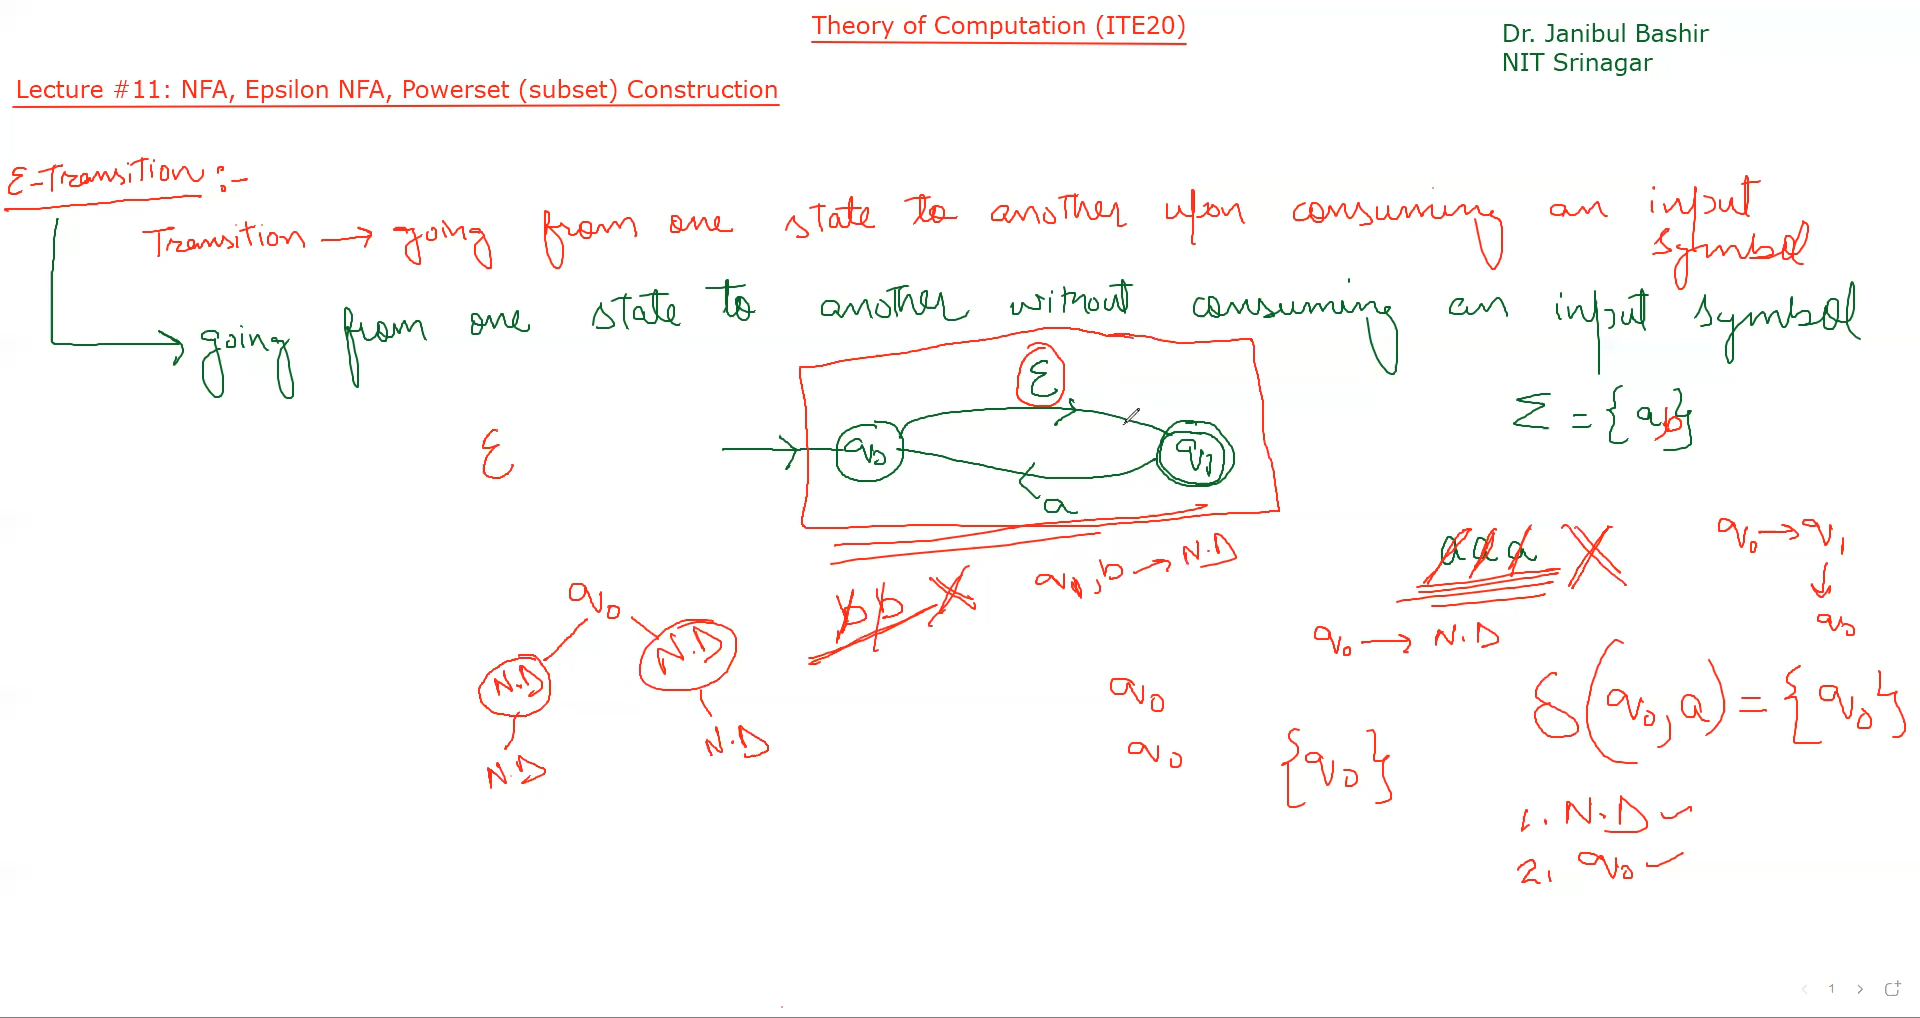 Theory of Computation (ITE20)
Dr. Janibul Bashir
NIT Srinagar
Lecture #11: NFA, Epsilon NFA, Powerset (subset) Construction
ε-Transition :-
Transition → going from one state to another upon consuming an input symbol
→ going from one state to another without consuming an input symbol
ε
Σ = {a b}
ε
q0
q1
a
aaa
q0 → q1
↓
q0
q1, b → N.D
bb
q0 → N.D
q0
N.D
N.D
N.D
N.D
q0
q0
{q0}
δ(q0, a) = {q0}
1. N.D
2. q0
1